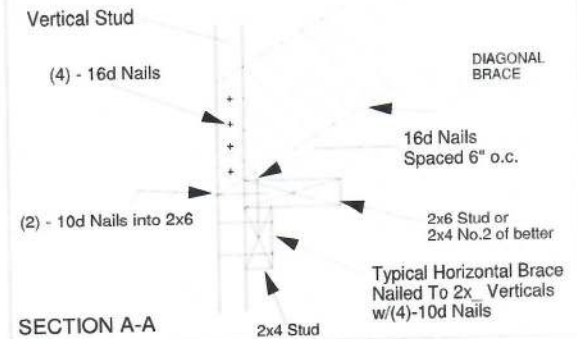 Vertical Stud
(4) - 16d Nails
DIAGONAL
BRACE
16d Nails
Spaced 6" o.c.
(2) - 10d Nails into 2x6
2x6 Stud or
2x4 No.2 of better
Typical Horizontal Brace
Nailed To 2x_ Verticals
w/(4)-10d Nails
SECTION A-A
2x4 Stud